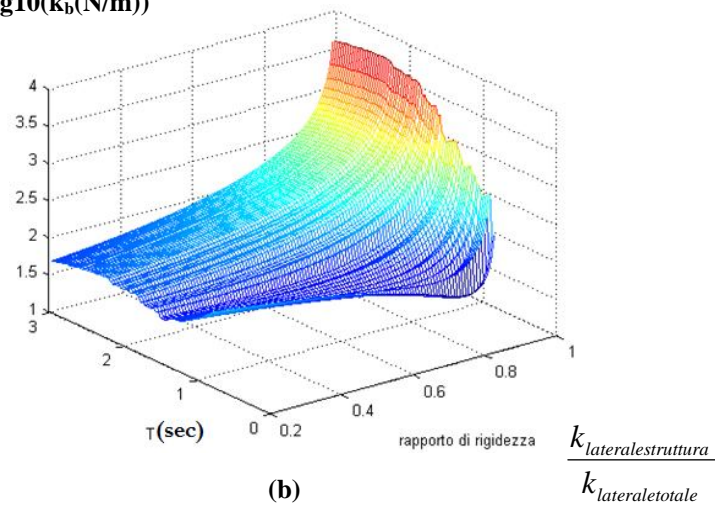 g10(k_b(N/m))
4
3.5
3
2.5
2
1.5
1
3
2
1
0
0.2
0.4
0.6
0.8
1
T(sec)
rapporto di rigidezza
k_lateralestruttura
k_lateraletotale
(b)